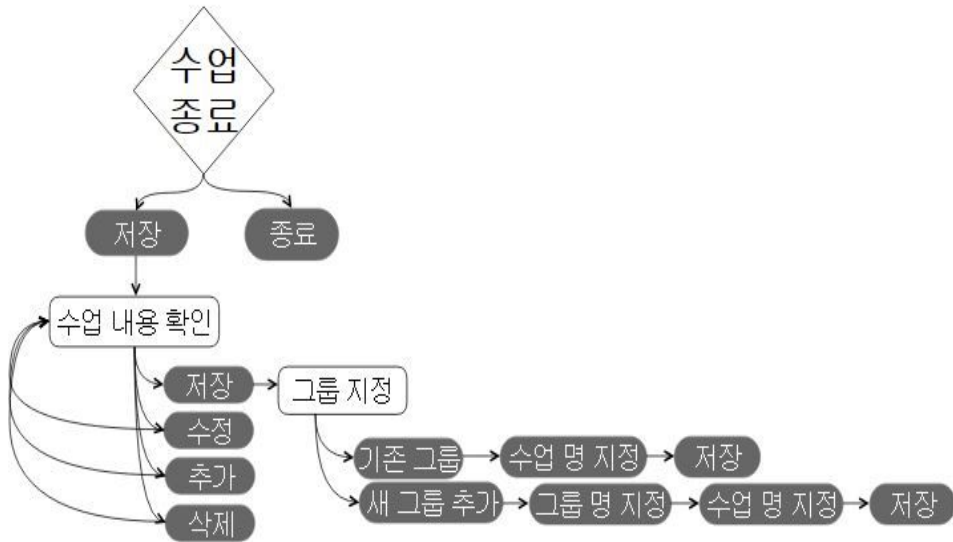 수업
종료
저장
종료
수업 내용 확인
저장
그룹 지정
수정
기존 그룹
수업 명 지정
저장
추가
새 그룹 추가
그룹 명 지정
수업 명 지정
저장
삭제